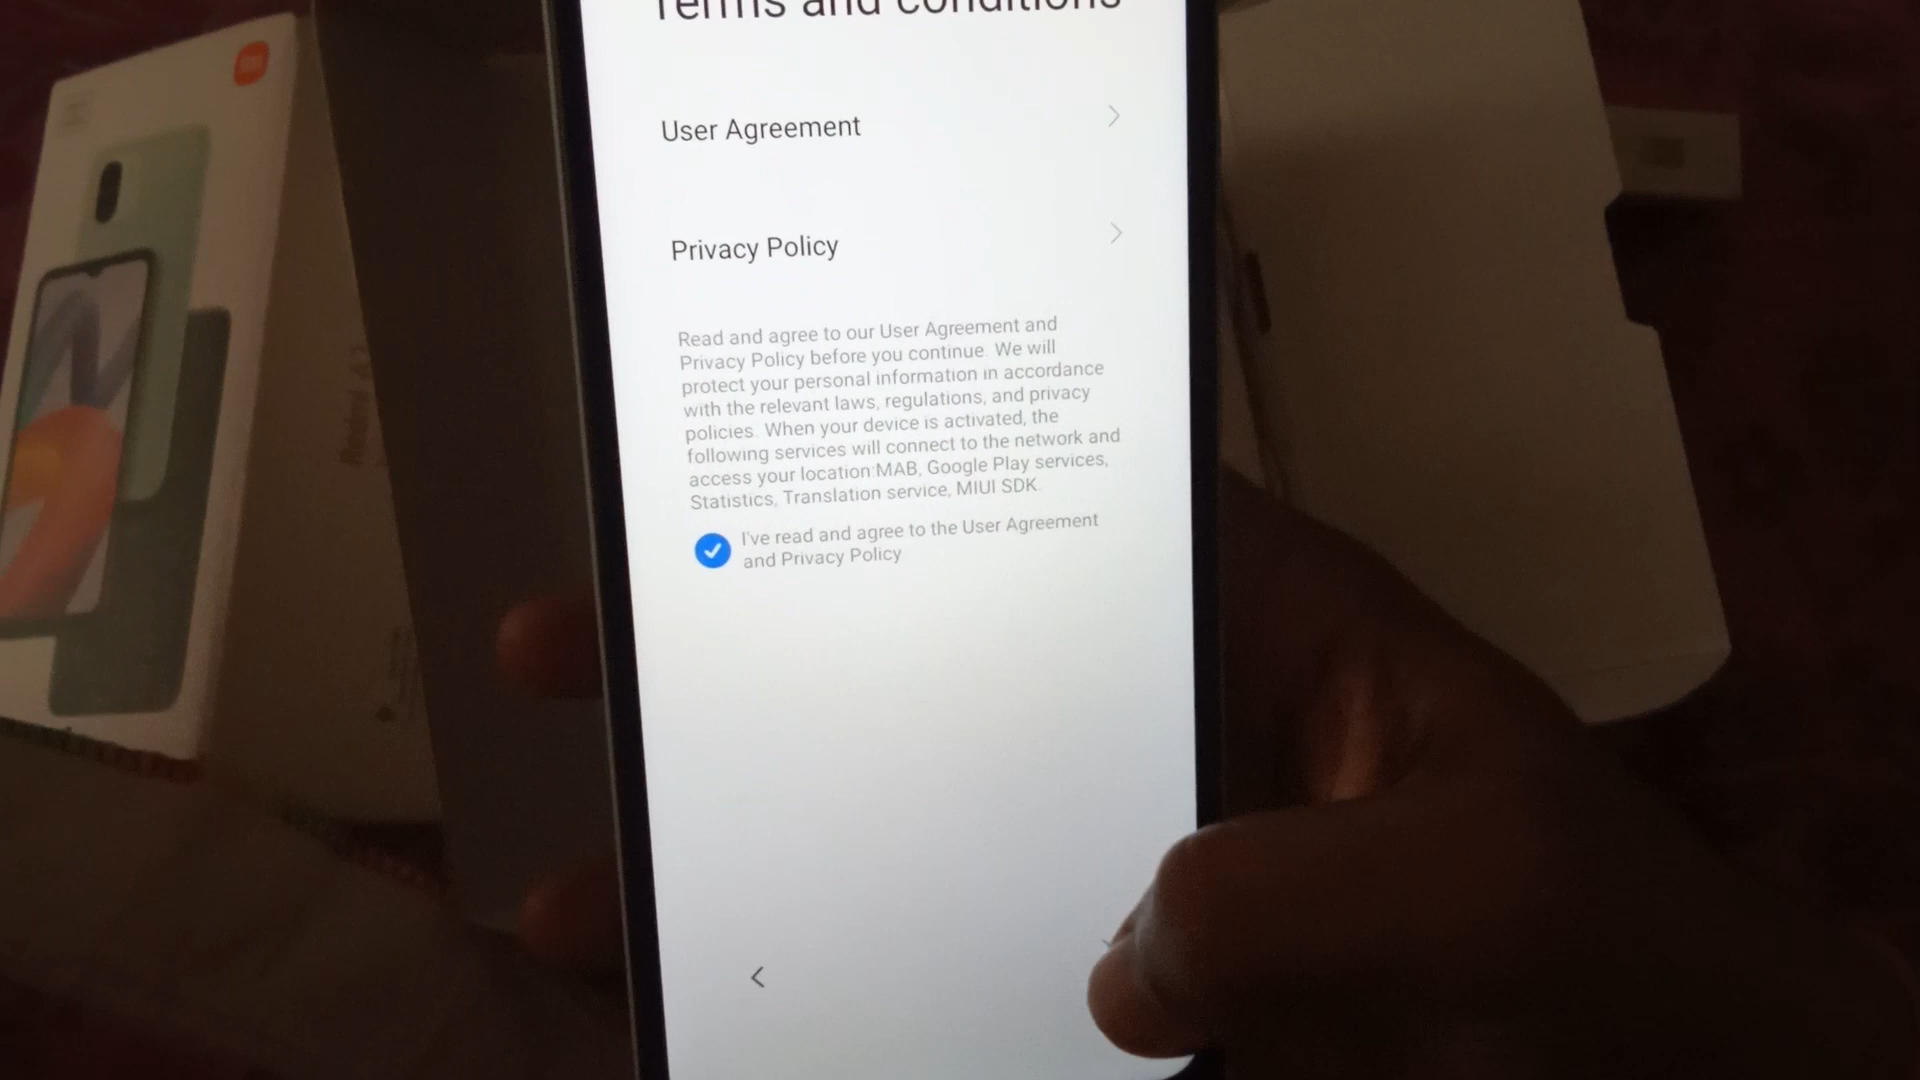 Terms and conditions
User Agreement
Privacy Policy
Read and agree to our User Agreement and
Privacy Policy before you continue. We will
protect your personal information in accordance
with the relevant laws, regulations, and privacy
policies. When your device is activated, the
following services will connect to the network and
access your location:MAB, Google Play services,
Statistics, Translation service, MIUI SDK.
I've read and agree to the User Agreement
and Privacy Policy